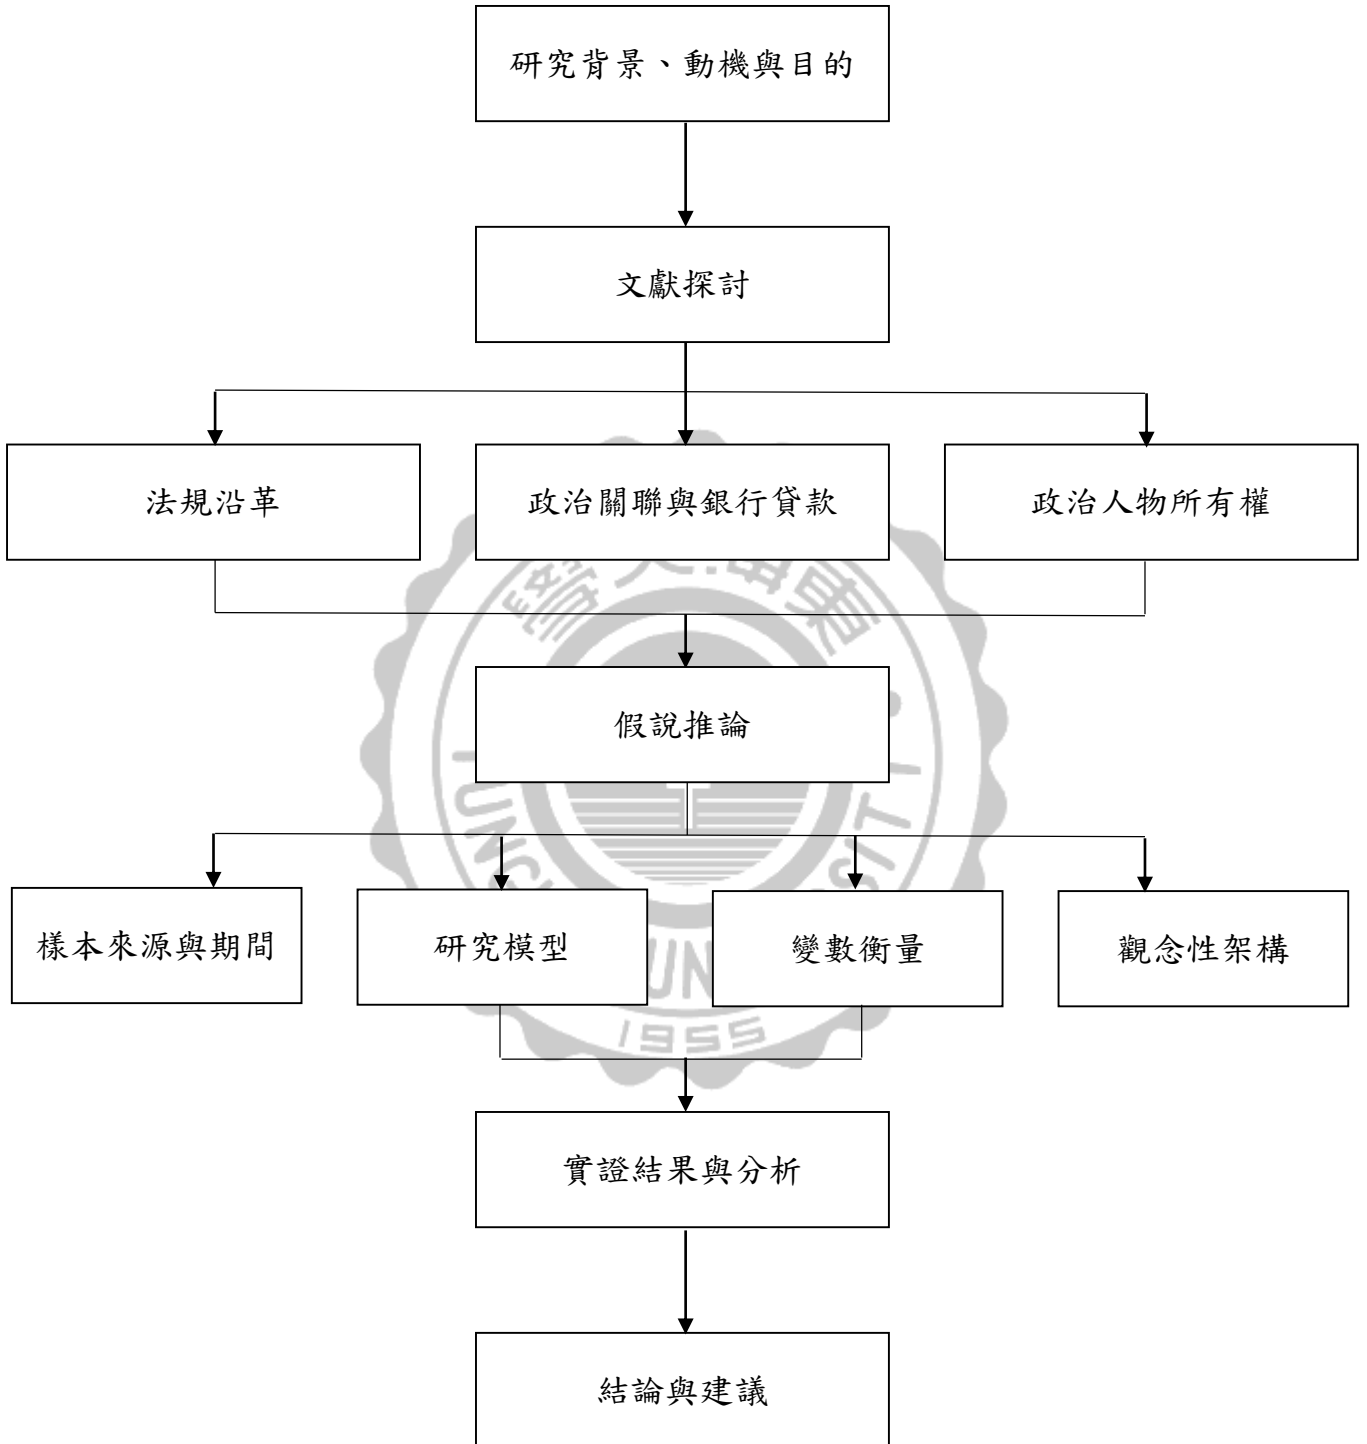 研究背景、動機與目的
文獻探討
法規沿革
政治關聯與銀行貸款
政治人物所有權
假說推論
樣本來源與期間
研究模型
變數衡量
觀念性架構
1955
實證結果與分析
結論與建議